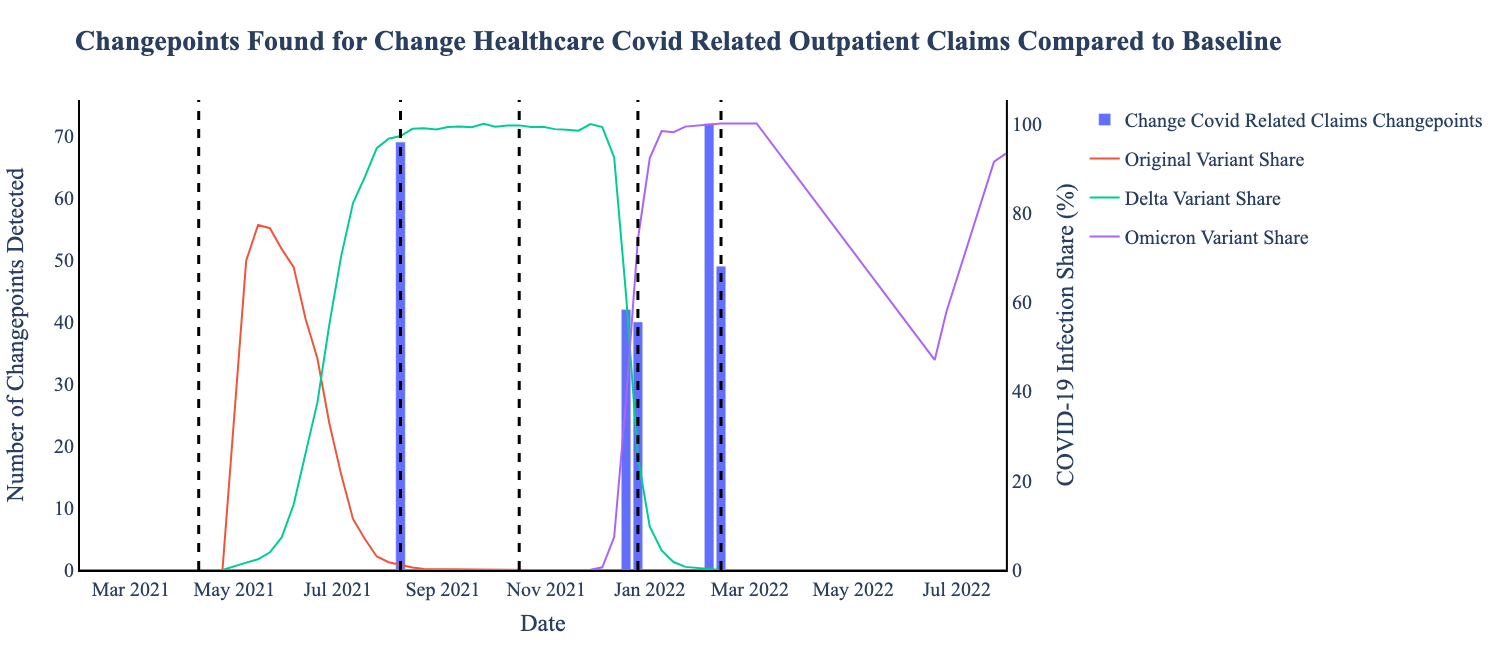 Changepoints Found for Change Healthcare Covid Related Outpatient Claims Compared to Baseline
Number of Changepoints Detected
70
60
50
40
30
20
10
0
100
80
60
40
20
0
COVID-19 Infection Share (%)
Change Covid Related Claims Changepoints
Original Variant Share
Delta Variant Share
Omicron Variant Share
Mar 2021 May 2021 Jul 2021 Sep 2021 Nov 2021 Jan 2022 Mar 2022 May 2022 Jul 2022
Date